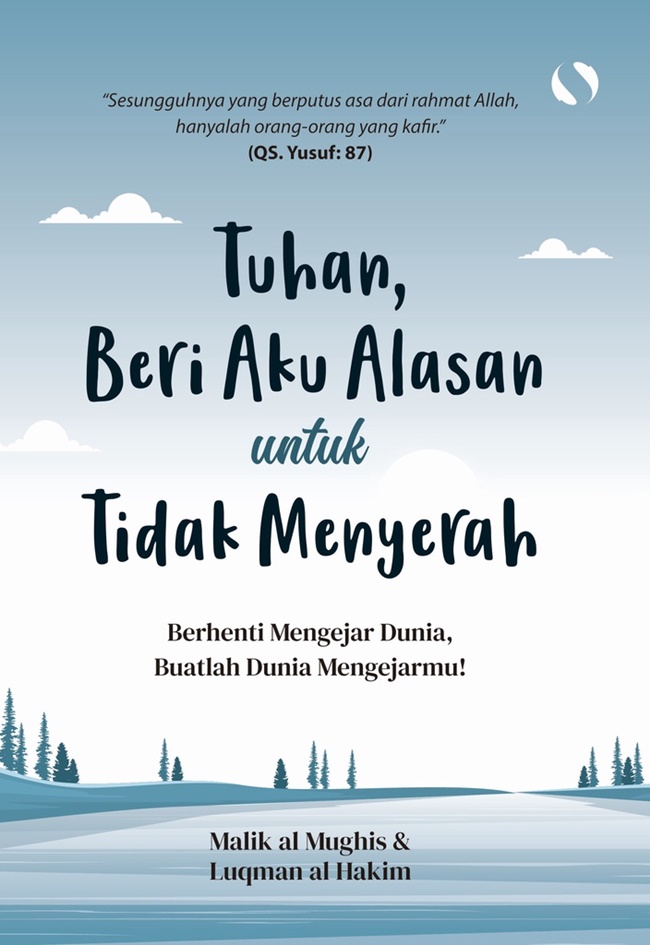 “Sesungguhnya yang berputus asa dari rahmat Allah,
hanyalah orang-orang yang kafir.”
(QS. Yusuf: 87)
Tuhan,
Beri Aku Alasan
untuk
Tidak Menyerah
Berhenti Mengejar Dunia,
Buatlah Dunia Mengejarmu!
Malik al Mughis &
Luqman al Hakim